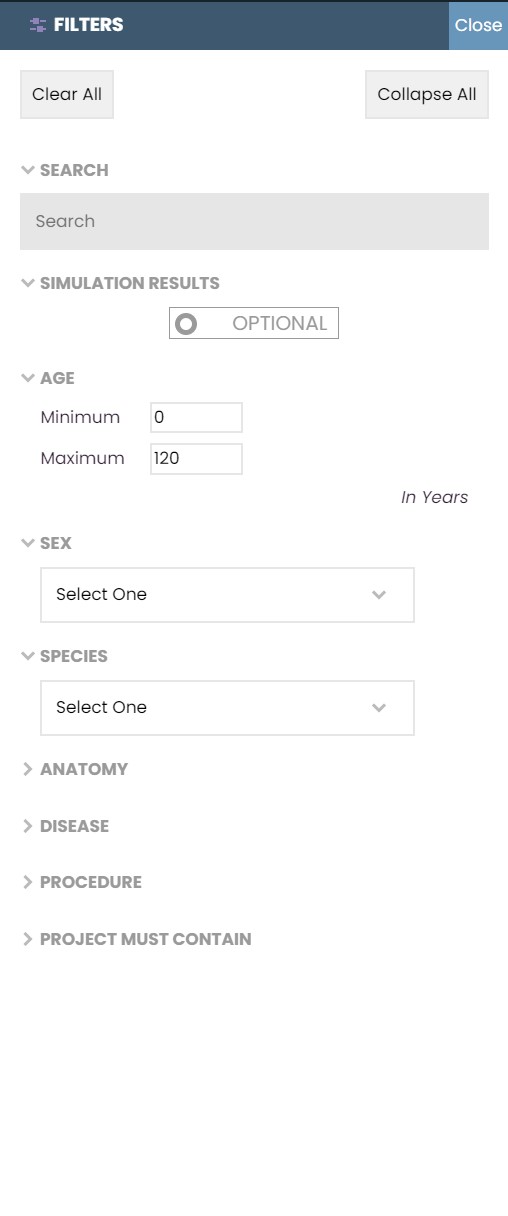 FILTERS
Close
Clear All
Collapse All
SEARCH
Search
SIMULATION RESULTS
OPTIONAL
AGE
Minimum 0
Maximum 120
In Years
SEX
Select One
SPECIES
Select One
ANATOMY
DISEASE
PROCEDURE
PROJECT MUST CONTAIN